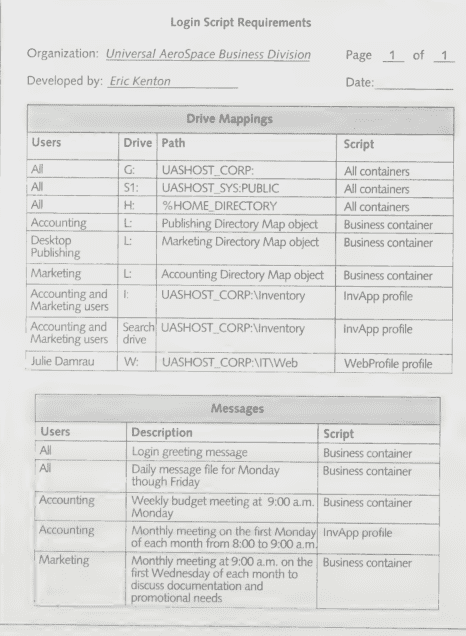 Login Script Requirements
Organization: Universal AeroSpace Business Division Page 1 of 1
Developed by: Eric Kenton Date:
Drive Mappings
Users Drive Path Script
All G: UASHOST_CORP: All containers
All S1: UASHOST_SYS:PUBLIC All containers
All H: %HOME_DIRECTORY All containers
Accounting L: Publishing Directory Map object Business container
Desktop L: Marketing Directory Map object Business container
Publishing
Marketing L: Accounting Directory Map object Business container
Accounting and I: UASHOST_CORP:\Inventory InvApp profile
Marketing users
Accounting and Search UASHOST_CORP:\Inventory InvApp profile
Marketing users drive
Julie Damrau W: UASHOST_CORP:\IT\Web WebProfile profile
Messages
Users Description Script
All Login greeting message Business container
All Daily message file for Monday Business container
though Friday
Accounting Weekly budget meeting at 9:00 a.m. Business container
Monday
Accounting Monthly meeting on the first Monday InvApp profile
of each month from 8:00 to 9:00 a.m.
Marketing Monthly meeting at 9:00 a.m. on the Business container
first Wednesday of each month to
discuss documentation and
promotional needs